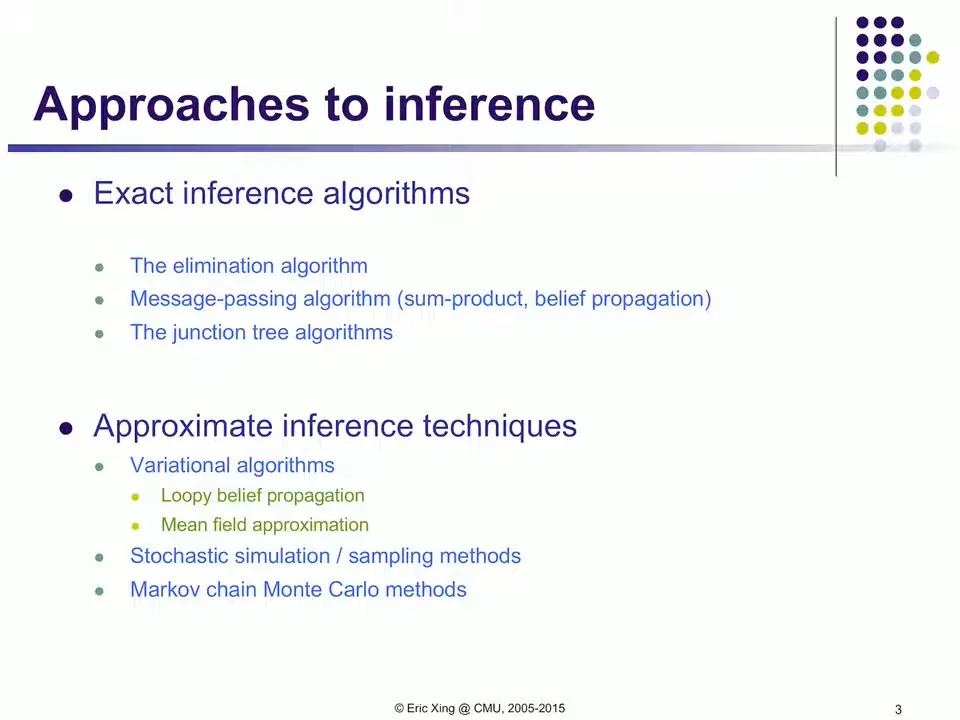 Approaches to inference
Exact inference algorithms
The elimination algorithm
Message-passing algorithm (sum-product, belief propagation)
The junction tree algorithms
Approximate inference techniques
Variational algorithms
Loopy belief propagation
Mean field approximation
Stochastic simulation / sampling methods
Markov chain Monte Carlo methods
© Eric Xing @ CMU, 2005-2015
3